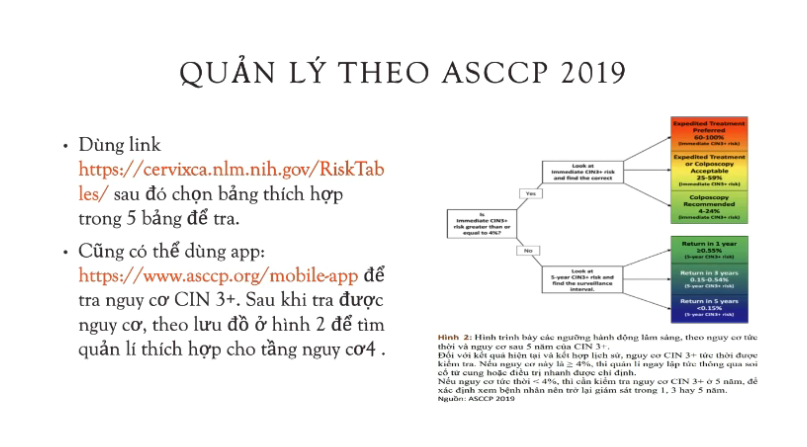 QUẢN LÝ THEO ASCCP 2019
• Dùng link
https://cervixca.nlm.nih.gov/RiskTab
les/ sau đó chọn bảng thích hợp
trong 5 bảng để tra.
• Cũng có thể dùng app:
https://www.asccp.org/mobile-app để
tra nguy cơ CIN 3+. Sau khi tra được
nguy cơ, theo lưu đồ ở hình 2 để tìm
quản lí thích hợp cho tầng nguy cơ4 .
Is
immediate CIN3+
risk greater than or
equal to 4%?
Yes
No
Look at
immediate CIN3+ risk
and find the correct
Look at
5-year CIN3+ risk and
find the surveillance
interval.
Expedited Treatment
Preferred
60-100%
(immediate CIN3+ risk)
Expedited Treatment
or Colposcopy
Acceptable
25-59%
(immediate CIN3+ risk)
Colposcopy
Recommended
4-24%
(immediate CIN3+ risk)
Return in 1 year
≥0.55%
(5-year CIN3+ risk)
Return in 3 years
0.15-0.54%
(5-year CIN3+ risk)
Return in 5 years
<0.15%
(5-year CIN3+ risk)
Hình 2: Hình trình bày các ngưỡng hành động lâm sàng, theo nguy cơ tức
thời và nguy cơ sau 5 năm của CIN 3+.
Đối với kết quả hiện tại và kết hợp lịch sử, nguy cơ CIN 3+ tức thời được
kiểm tra. Nếu nguy cơ này là ≥ 4%, thì quản lí ngay lập tức thông qua soi
cổ tử cung hoặc điều trị nhanh được chỉ định.
Nếu nguy cơ tức thời < 4%, thì cần kiểm tra nguy cơ CIN 3+ ở 5 năm, để
xác định xem bệnh nhân nên trở lại giám sát trong 1, 3 hay 5 năm.
Nguồn: ASCCP 2019